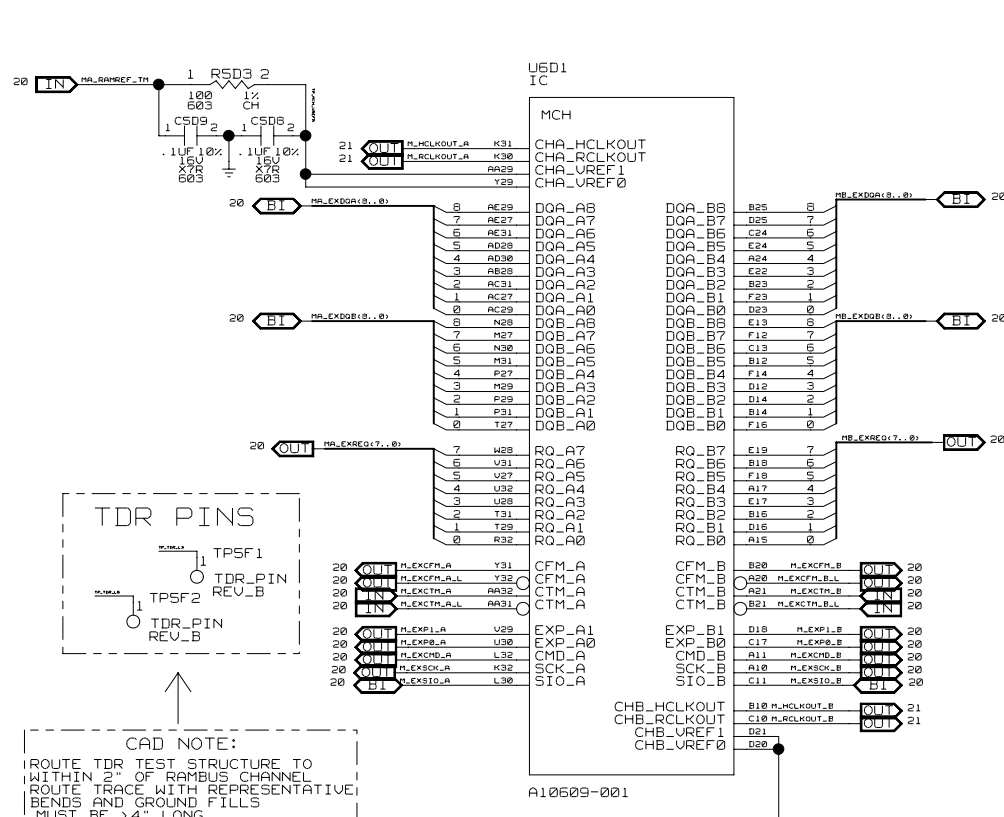 U6D1
IC
MCH
20 IN MA_RAMREF_TM
1 R5D3 2
100 1%
603 CH
1 C5D9 2 1 C5D8 2
.1UF 10% .1UF 10%
16V 16V
X7R X7R
603 603
21 OUT M_HCLKOUT_A K31 CHA_HCLKOUT
21 OUT M_RCLKOUT_A K30 CHA_RCLKOUT
AA29 CHA_VREF1
Y29 CHA_VREF0
20 BI MA_EXDQA(8..0)
MB_EXDQA(8..0) BI 20
8 AE29 DQA_A8 DQA_B8 B25 8
7 AE27 DQA_A7 DQA_B7 D25 7
6 AE31 DQA_A6 DQA_B6 C24 6
5 AD28 DQA_A5 DQA_B5 E24 5
4 AD30 DQA_A4 DQA_B4 A24 4
3 AB28 DQA_A3 DQA_B3 E22 3
2 AC31 DQA_A2 DQA_B2 B23 2
1 AC27 DQA_A1 DQA_B1 F23 1
0 AC29 DQA_A0 DQA_B0 D23 0
20 BI MA_EXDQB(8..0)
MB_EXDQB(8..0) BI 20
8 N28 DQB_A8 DQB_B8 E13 8
7 M27 DQB_A7 DQB_B7 F12 7
6 N30 DQB_A6 DQB_B6 C13 6
5 M31 DQB_A5 DQB_B5 B12 5
4 P27 DQB_A4 DQB_B4 F14 4
3 M29 DQB_A3 DQB_B3 D12 3
2 P29 DQB_A2 DQB_B2 D14 2
1 P31 DQB_A1 DQB_B1 B14 1
0 T27 DQB_A0 DQB_B0 F16 0
20 OUT MA_EXREQ(7..0)
MB_EXREQ(7..0) OUT 20
7 W28 RQ_A7 RQ_B7 E19 7
6 V31 RQ_A6 RQ_B6 B18 6
5 V27 RQ_A5 RQ_B5 F18 5
4 U32 RQ_A4 RQ_B4 A17 4
3 U28 RQ_A3 RQ_B3 E17 3
2 T31 RQ_A2 RQ_B2 B16 2
1 T29 RQ_A1 RQ_B1 D16 1
0 R32 RQ_A0 RQ_B0 A15 0
20 OUT M_EXCFM_A Y31 CFM_A CFM_B B20 M_EXCFM_B OUT 20
20 OUT M_EXCFM_A_L Y32 CFM_A CFM_B A20 M_EXCFM_B_L OUT 20
20 IN M_EXCTM_A AA32 CTM_A CTM_B A21 M_EXCTM_B IN 20
20 IN M_EXCTM_A_L AA31 CTM_A CTM_B B21 M_EXCTM_B_L IN 20
20 OUT M_EXP1_A V29 EXP_A1 EXP_B1 D18 M_EXP1_B OUT 20
20 OUT M_EXP0_A U30 EXP_A0 EXP_B0 C17 M_EXP0_B OUT 20
20 OUT M_EXCMD_A L32 CMD_A CMD_B A11 M_EXCMD_B OUT 20
20 OUT M_EXSCK_A K32 SCK_A SCK_B A10 M_EXSCK_B OUT 20
20 BI M_EXSIO_A L30 SIO_A SIO_B C11 M_EXSIO_B BI 20
CHB_HCLKOUT B10 M_HCLKOUT_B OUT 21
CHB_RCLKOUT C10 M_RCLKOUT_B OUT 21
CHB_VREF1 D21
CHB_VREF0 D20
A10609-001
TDR PINS
TP5F1
1
TDR_PIN
REV_B
TP5F2
1
TDR_PIN
REV_B
CAD NOTE:
ROUTE TDR TEST STRUCTURE TO
WITHIN 2" OF RAMBUS CHANNEL
ROUTE TRACE WITH REPRESENTATIVE
BENDS AND GROUND FILLS
MUST BE >4" LONG